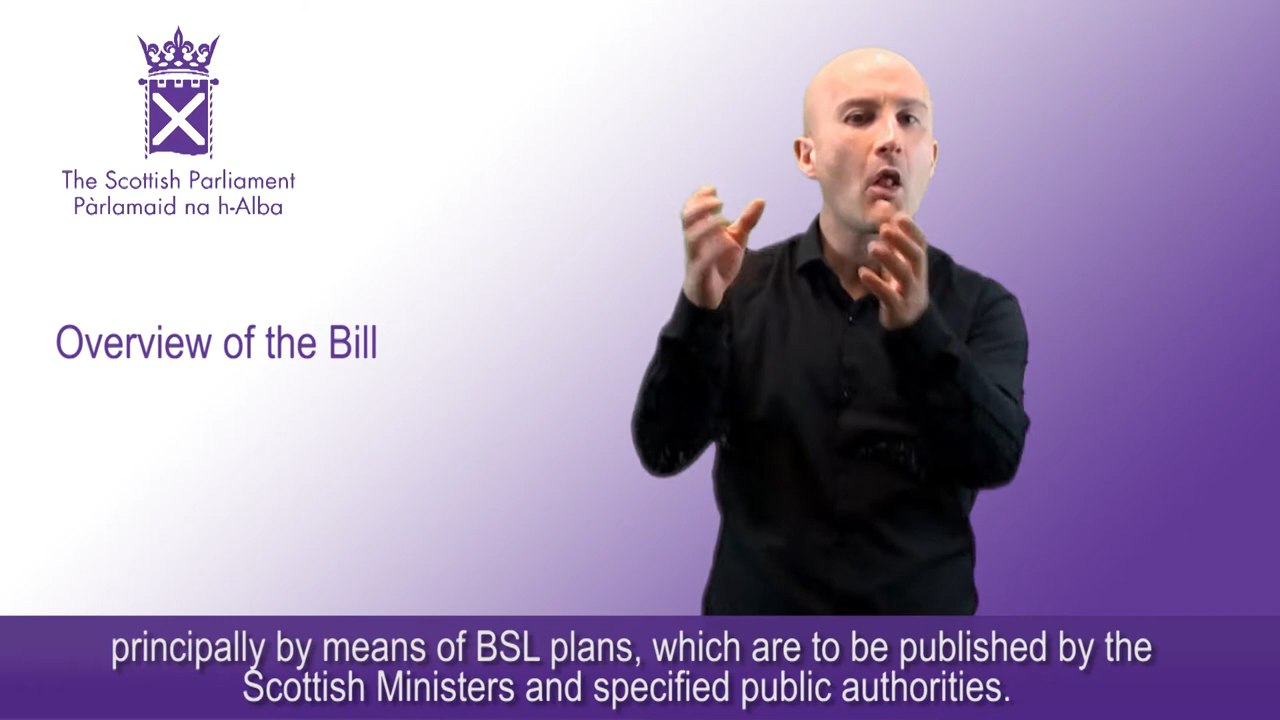 The Scottish Parliament
Pàrlamaid na h-Alba
Overview of the Bill
principally by means of BSL plans, which are to be published by the
Scottish Ministers and specified public authorities.